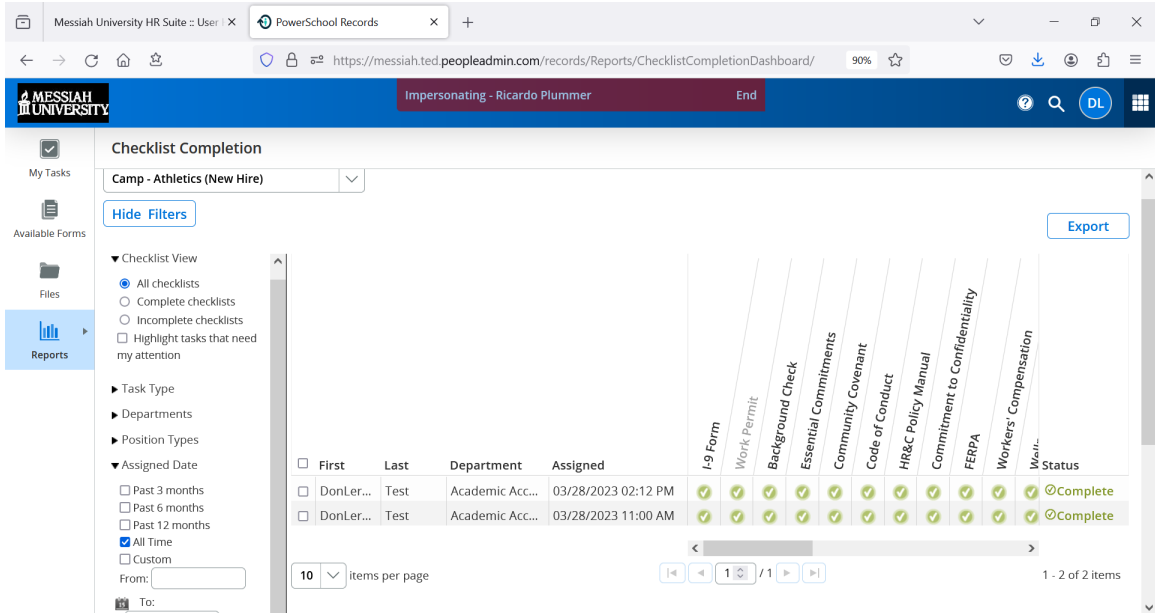 Messiah University HR Suite :: User
PowerSchool Records
https://messiah.ted.peopleadmin.com/records/Reports/ChecklistCompletionDashboard/
90%
MESSIAH
UNIVERSITY
Impersonating - Ricardo Plummer
End
DL
My Tasks
Available Forms
Files
Reports
Checklist Completion
Camp - Athletics (New Hire)
Hide Filters
Export
Checklist View
All checklists
Complete checklists
Incomplete checklists
Highlight tasks that need
my attention
Task Type
Departments
Position Types
Assigned Date
Past 3 months
Past 6 months
Past 12 months
All Time
Custom
From:
To:
First Last Department Assigned I-9 Form Work Permit Background Check Essential Commitments Community Covenant Code of Conduct HR&C Policy Manual Commitment to Confidentiality FERPA Workers' Compensation Status
DonLer... Test Academic Acc... 03/28/2023 02:12 PM Complete
DonLer... Test Academic Acc... 03/28/2023 11:00 AM Complete
10 items per page
1 / 1
1 - 2 of 2 items